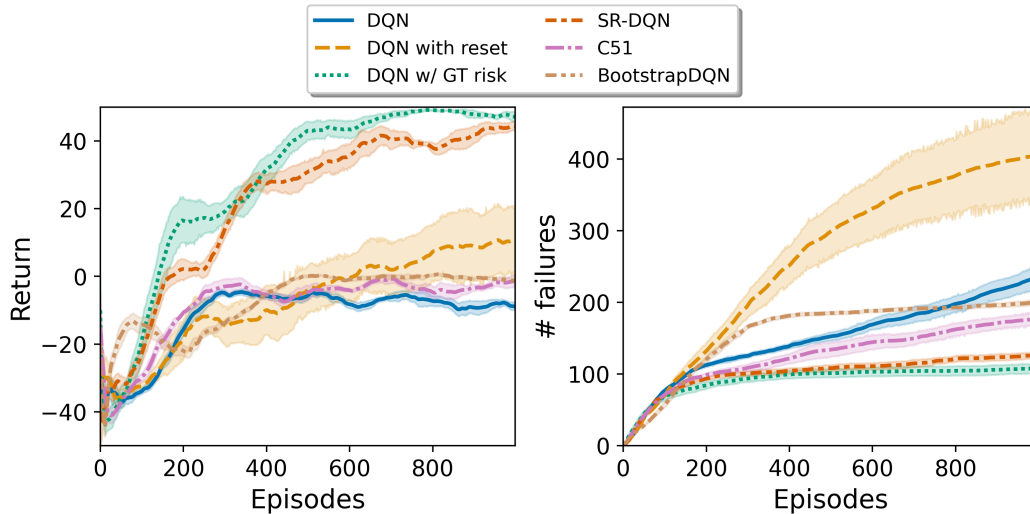 DQN
DQN with reset
DQN w/ GT risk
SR-DQN
C51
BootstrapDQN
40
20
0
−20
−40
Return
0 200 400 600 800
Episodes
400
300
200
100
0
# failures
0 200 400 600 800
Episodes